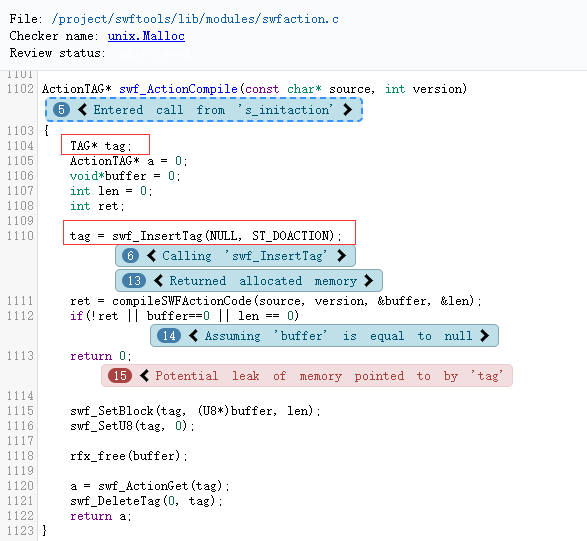 File: /project/swftools/lib/modules/swfaction.c
Checker name: unix.Malloc
Review status:
1101
1102 ActionTAG* swf_ActionCompile(const char* source, int version)
5 Entered call from 's_initaction'
1103 {
1104 TAG* tag;
1105 ActionTAG* a = 0;
1106 void*buffer = 0;
1107 int len = 0;
1108 int ret;
1109
1110 tag = swf_InsertTag(NULL, ST_DOACTION);
6 Calling 'swf_InsertTag'
13 Returned allocated memory
1111 ret = compileSWFActionCode(source, version, &buffer, &len);
1112 if(!ret || buffer==0 || len == 0)
14 Assuming 'buffer' is equal to null
1113 return 0;
15 Potential leak of memory pointed to by 'tag'
1114
1115 swf_SetBlock(tag, (U8*)buffer, len);
1116 swf_SetU8(tag, 0);
1117
1118 rfx_free(buffer);
1119
1120 a = swf_ActionGet(tag);
1121 swf_DeleteTag(0, tag);
1122 return a;
1123 }